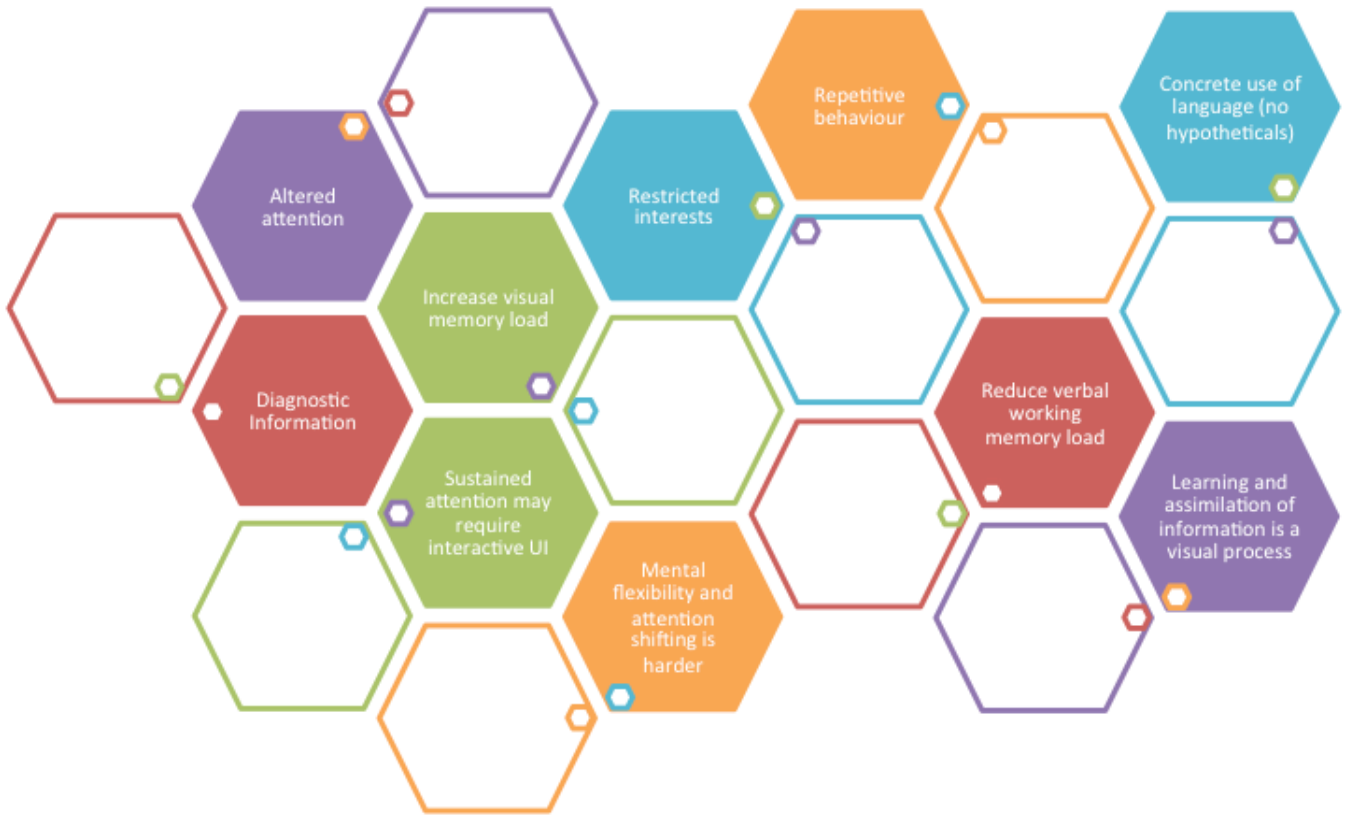 Repetitive
behaviour
Concrete use of
language (no
hypotheticals)
Altered
attention
Restricted
interests
Increase visual
memory load
Diagnostic
Information
Reduce verbal
working
memory load
Sustained
attention may
require
interactive UI
Learning and
assimilation of
information is a
visual process
Mental
flexibility and
attention
shifting is
harder